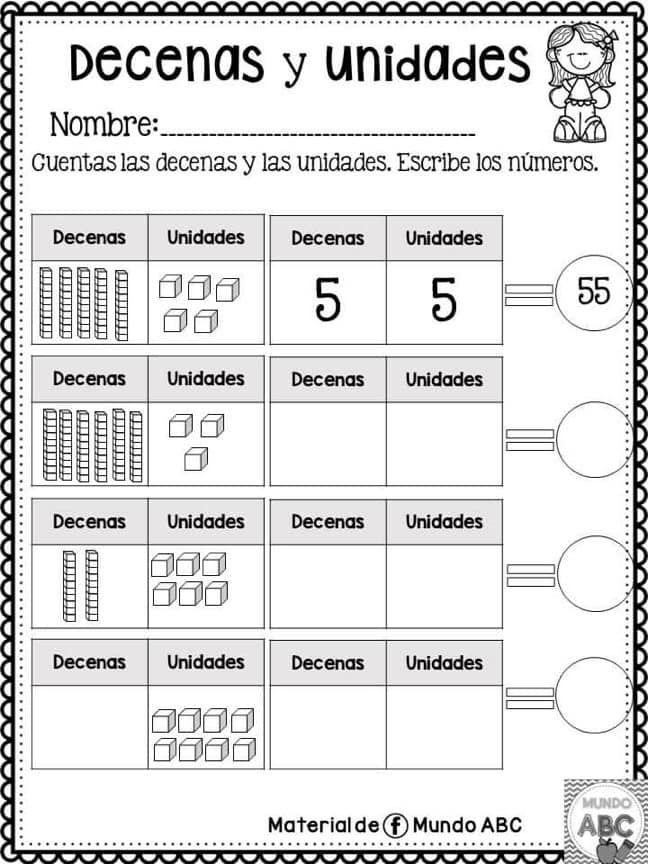 Decenas y unidades
Nombre:
Cuentas las decenas y las unidades. Escribe los números.
Decenas Unidades Decenas Unidades
5 5 55
Decenas Unidades Decenas Unidades
Decenas Unidades Decenas Unidades
Decenas Unidades Decenas Unidades
Material de f Mundo ABC
MUNDO
ABC